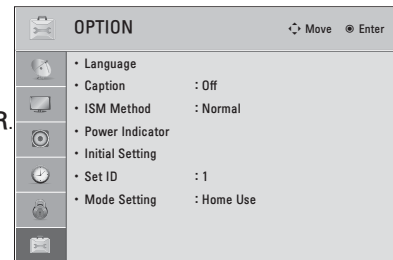 OPTION Move Enter
• Language
• Caption : Off
• ISM Method : Normal
R.
• Power Indicator
• Initial Setting
• Set ID : 1
• Mode Setting : Home Use